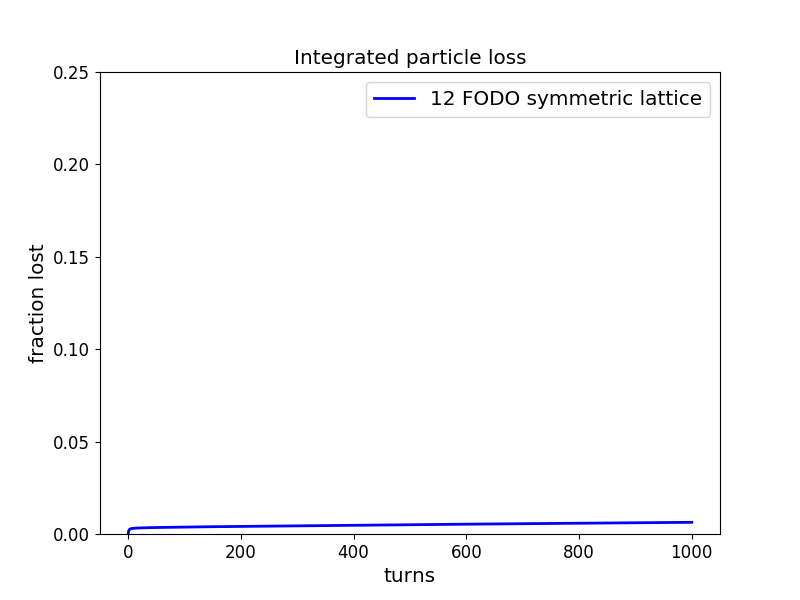 Integrated particle loss
12 FODO symmetric lattice
fraction lost
0.25
0.20
0.15
0.10
0.05
0.00
0 200 400 600 800 1000
turns